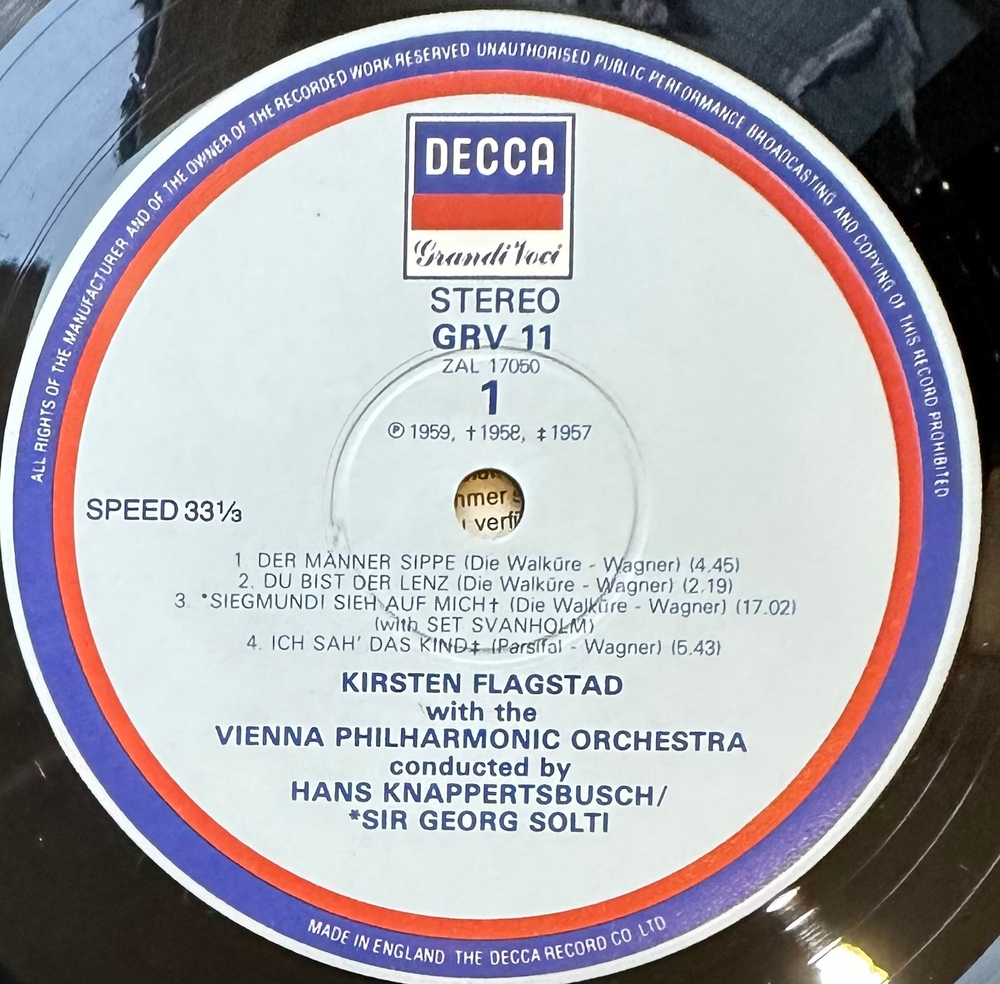 ALL RIGHTS OF THE MANUFACTURER AND OF THE OWNER OF THE RECORDED WORK RESERVED UNAUTHORISED PUBLIC PERFORMANCE BROADCASTING AND COPYING OF THIS RECORD PROHIBITED
DECCA
Grandi Voci
STEREO
GRV 11
ZAL 17050
1
℗ 1959, †1958, ‡1957
SPEED 33⅓
mmer s
verfü
1. DER MÄNNER SIPPE (Die Walküre - Wagner) (4.45)
2. DU BIST DER LENZ (Die Walküre - Wagner) (2.19)
3. *SIEGMUND! SIEH AUF MICH† (Die Walküre - Wagner) (17.02)
(with SET SVANHOLM)
4. ICH SAH' DAS KIND‡ (Parsifal - Wagner) (5.43)
KIRSTEN FLAGSTAD
with the
VIENNA PHILHARMONIC ORCHESTRA
conducted by
HANS KNAPPERTSBUSCH/
*SIR GEORG SOLTI
MADE IN ENGLAND THE DECCA RECORD CO LTD